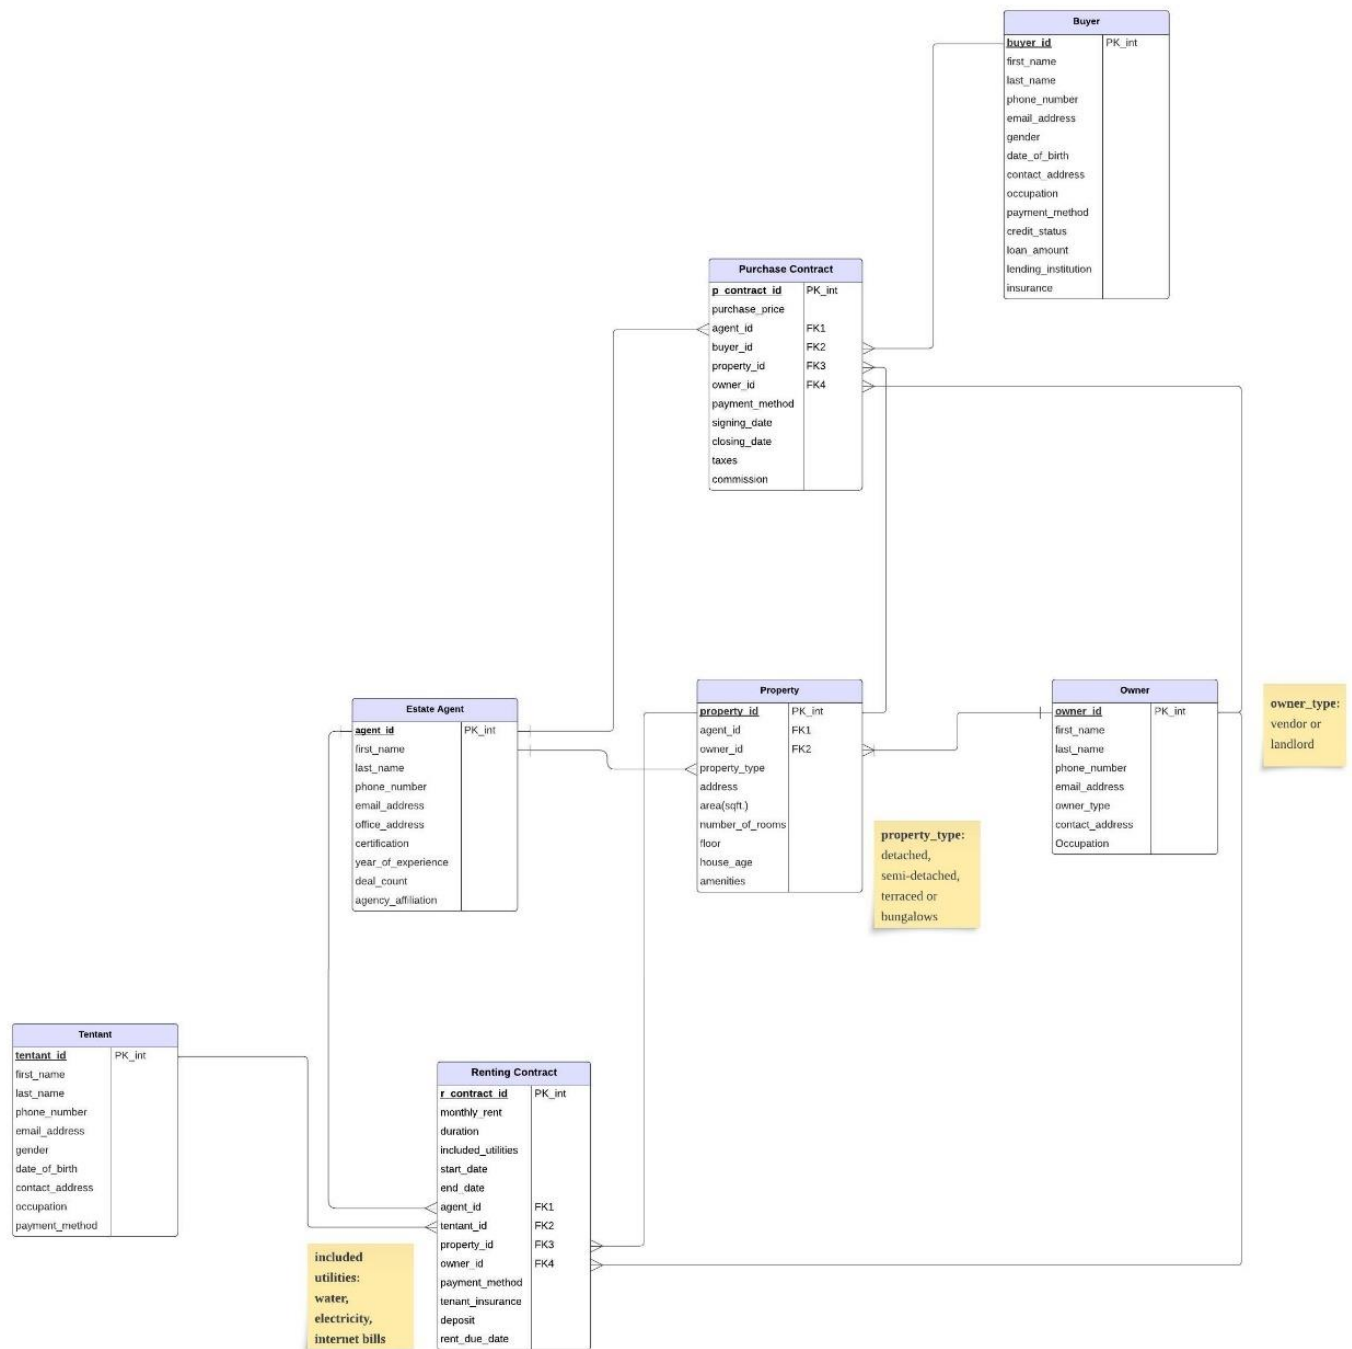 Buyer
buyer_id PK_int
first_name
last_name
phone_number
email_address
gender
date_of_birth
contact_address
occupation
payment_method
credit_status
loan_amount
lending_institution
insurance
Purchase Contract
p_contract_id PK_int
purchase_price
agent_id FK1
buyer_id FK2
property_id FK3
owner_id FK4
payment_method
signing_date
closing_date
taxes
commission
Estate Agent
agent_id PK_int
first_name
last_name
phone_number
email_address
office_address
certification
year_of_experience
deal_count
agency_affiliation
Property
property_id PK_int
agent_id FK1
owner_id FK2
property_type
address
area(sqft.)
number_of_rooms
floor
house_age
amenities
property_type:
detached,
semi-detached,
terraced or
bungalows
Owner
owner_id PK_int
first_name
last_name
phone_number
email_address
owner_type
contact_address
Occupation
owner_type:
vendor or
landlord
Tentant
tentant_id PK_int
first_name
last_name
phone_number
email_address
gender
date_of_birth
contact_address
occupation
payment_method
Renting Contract
r_contract_id PK_int
monthly_rent
duration
included_utilities
start_date
end_date
agent_id FK1
tentant_id FK2
property_id FK3
owner_id FK4
payment_method
tenant_insurance
deposit
rent_due_date
included
utilities:
water,
electricity,
internet bills